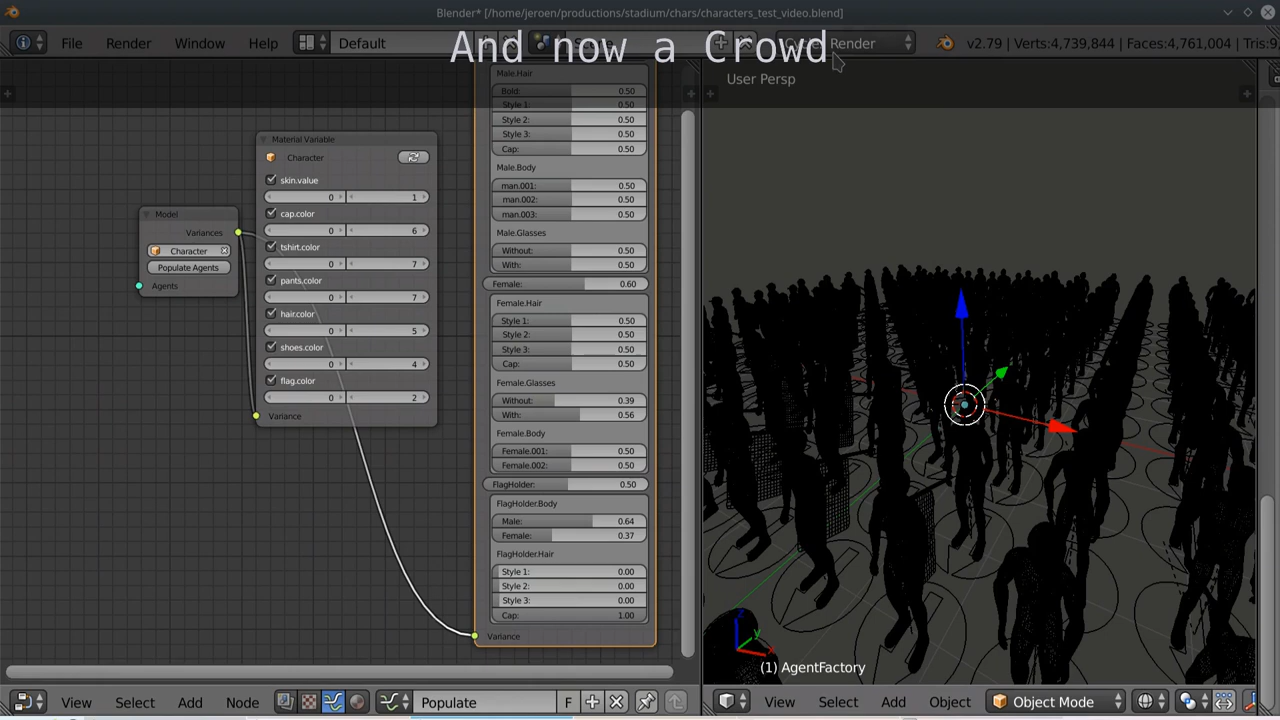 Blender* [/home/jeroen/productions/stadium/chars/characters_test_video.blend]
And now a Crowd
File Render Window Help Default Render v2.79 | Verts:4,739,844 | Faces:4,761,004 | Tris:9
User Persp
Male.Hair
Bold: 0.50
Style 1: 0.50
Style 2: 0.50
Style 3: 0.50
Cap: 0.50
Male.Body
man.001: 0.50
man.002: 0.50
man.003: 0.50
Male.Glasses
Without: 0.50
With: 0.50
Female: 0.60
Female.Hair
Style 1: 0.50
Style 2: 0.50
Style 3: 0.50
Cap: 0.50
Female.Glasses
Without: 0.39
With: 0.56
Female.Body
Female.001: 0.50
Female.002: 0.50
FlagHolder: 0.50
FlagHolder.Body
Male: 0.64
Female: 0.37
FlagHolder.Hair
Style 1: 0.00
Style 2: 0.00
Style 3: 0.00
Cap: 1.00
Variance
Material Variable
Character
skin.value
0 1
cap.color
0 6
tshirt.color
0 7
pants.color
0 7
hair.color
0 5
shoes.color
0 4
flag.color
0 2
Variance
Model
Variances
Character
Populate Agents
Agents
z
y
x
(1) AgentFactory
View Select Add Node Populate F
View Select Add Object Object Mode